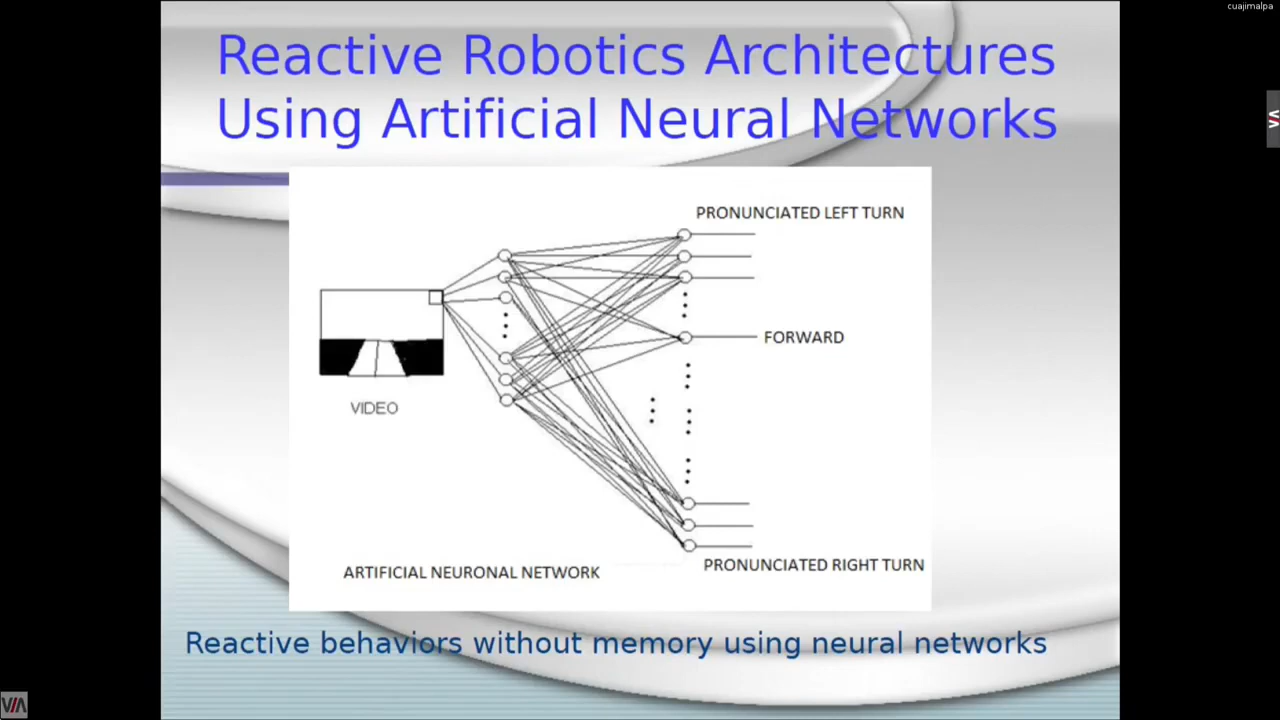 cuajimalpa
Reactive Robotics Architectures
Using Artificial Neural Networks
PRONUNCIATED LEFT TURN
FORWARD
VIDEO
PRONUNCIATED RIGHT TURN
ARTIFICIAL NEURONAL NETWORK
Reactive behaviors without memory using neural networks
VIA